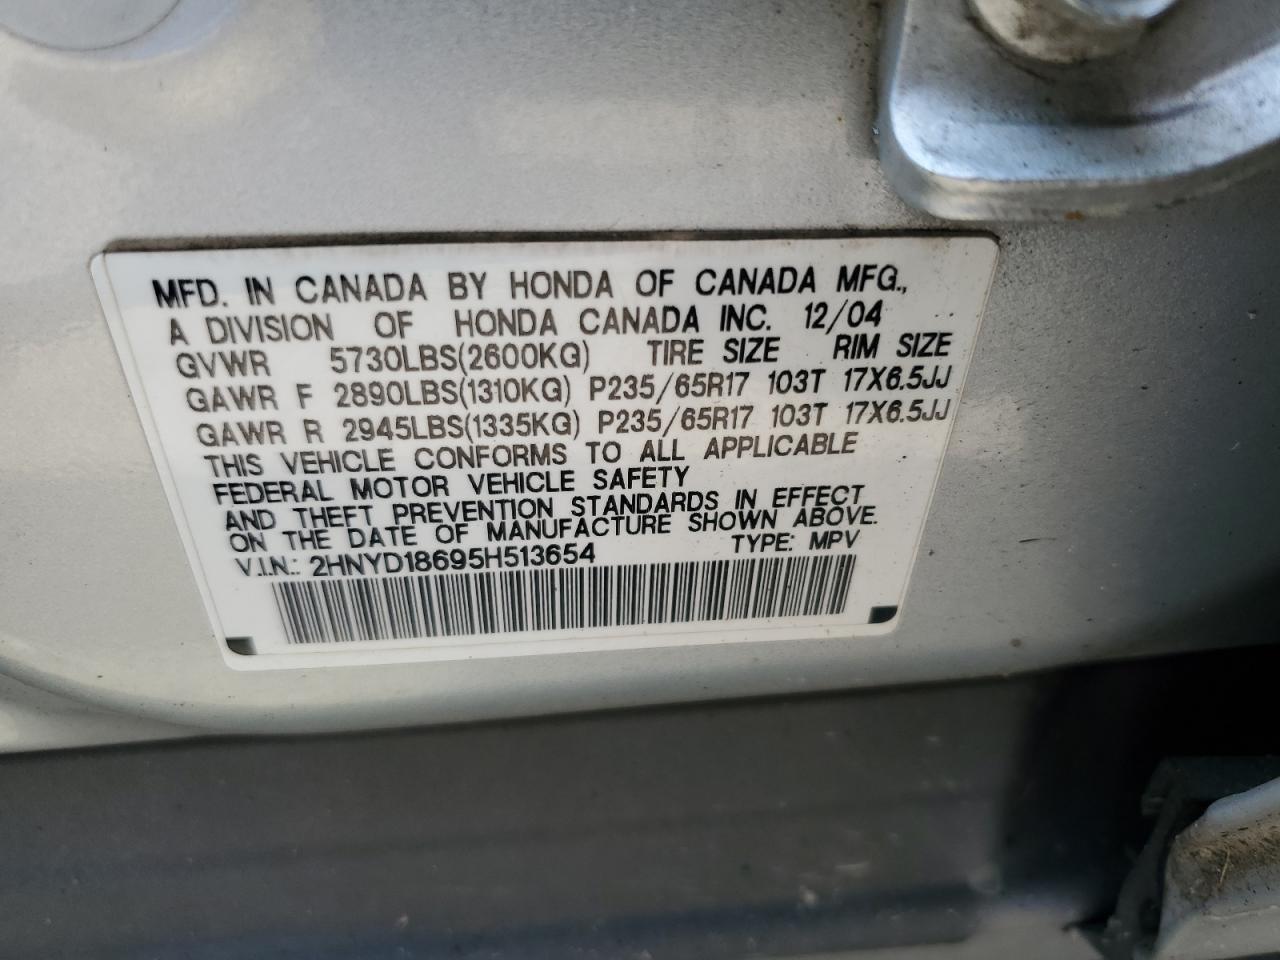 MFD. IN CANADA BY HONDA OF CANADA MFG.,
A DIVISION OF HONDA CANADA INC. 12/04
GVWR 5730LBS(2600KG) TIRE SIZE RIM SIZE
GAWR F 2890LBS(1310KG) P235/65R17 103T 17X6.5JJ
GAWR R 2945LBS(1335KG) P235/65R17 103T 17X6.5JJ
THIS VEHICLE CONFORMS TO ALL APPLICABLE
FEDERAL MOTOR VEHICLE SAFETY
AND THEFT PREVENTION STANDARDS IN EFFECT
ON THE DATE OF MANUFACTURE SHOWN ABOVE.
V.I.N.: 2HNYD18695H513654 TYPE: MPV